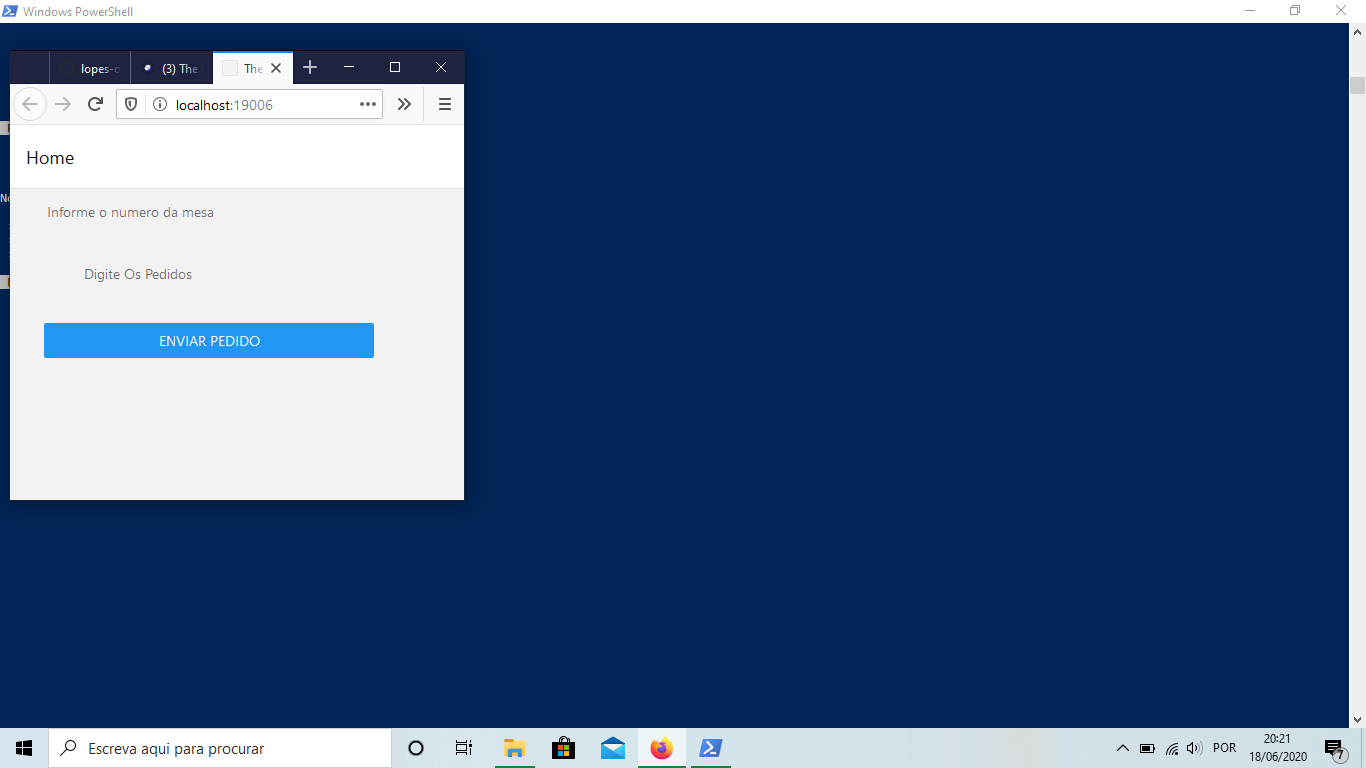 Windows PowerShell
lopes-o
(3) The
The
localhost:19006
Home
Informe o numero da mesa
Digite Os Pedidos
ENVIAR PEDIDO
Escreva aqui para procurar
POR
20:21
18/06/2020
7